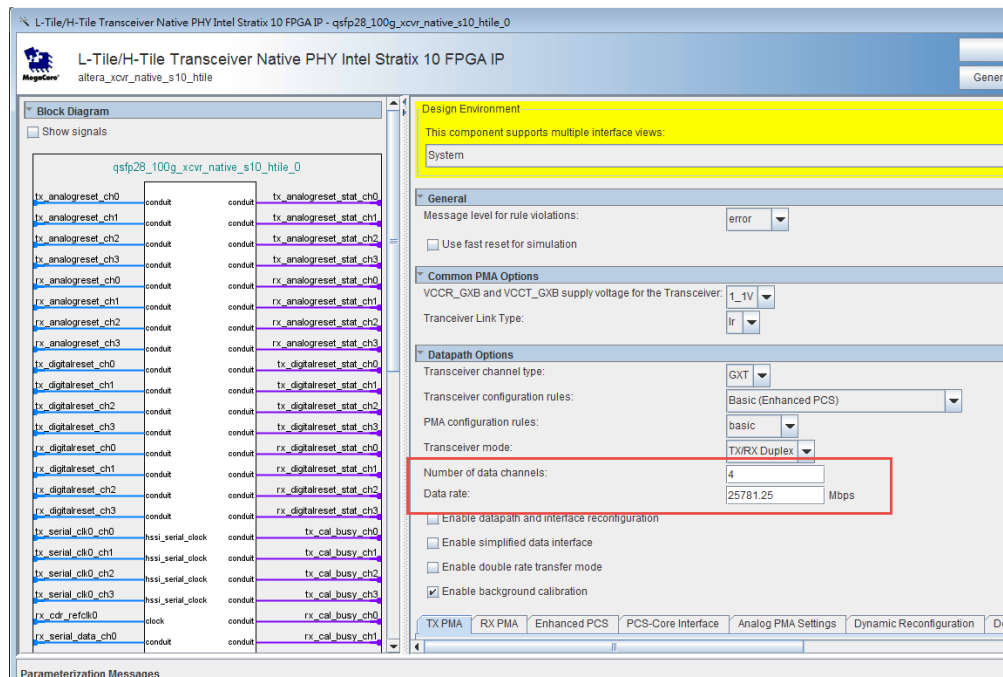 L-Tile/H-Tile Transceiver Native PHY Intel Stratix 10 FPGA IP - qsfp28_100g_xcvr_native_s10_htile_0
L-Tile/H-Tile Transceiver Native PHY Intel Stratix 10 FPGA IP
MegaCore'
altera_xcvr_native_s10_htile
Gener
Block Diagram
Show signals
qsfp28_100g_xcvr_native_s10_htile_0
tx_analogreset_ch0 conduit conduit tx_analogreset_stat_ch0
tx_analogreset_ch1 conduit conduit tx_analogreset_stat_ch1
tx_analogreset_ch2 conduit conduit tx_analogreset_stat_ch2
tx_analogreset_ch3 conduit conduit tx_analogreset_stat_ch3
rx_analogreset_ch0 conduit conduit rx_analogreset_stat_ch0
rx_analogreset_ch1 conduit conduit rx_analogreset_stat_ch1
rx_analogreset_ch2 conduit conduit rx_analogreset_stat_ch2
rx_analogreset_ch3 conduit conduit rx_analogreset_stat_ch3
tx_digitalreset_ch0 conduit conduit tx_digitalreset_stat_ch0
tx_digitalreset_ch1 conduit conduit tx_digitalreset_stat_ch1
tx_digitalreset_ch2 conduit conduit tx_digitalreset_stat_ch2
tx_digitalreset_ch3 conduit conduit tx_digitalreset_stat_ch3
rx_digitalreset_ch0 conduit conduit rx_digitalreset_stat_ch0
rx_digitalreset_ch1 conduit conduit rx_digitalreset_stat_ch1
rx_digitalreset_ch2 conduit conduit rx_digitalreset_stat_ch2
rx_digitalreset_ch3 conduit conduit rx_digitalreset_stat_ch3
tx_serial_clk0_ch0 hssi_serial_clock conduit tx_cal_busy_ch0
tx_serial_clk0_ch1 hssi_serial_clock conduit tx_cal_busy_ch1
tx_serial_clk0_ch2 hssi_serial_clock conduit tx_cal_busy_ch2
tx_serial_clk0_ch3 hssi_serial_clock conduit tx_cal_busy_ch3
rx_cdr_refclk0 clock conduit rx_cal_busy_ch0
rx_serial_data_ch0 conduit conduit rx_cal_busy_ch1
Design Environment
This component supports multiple interface views:
System
General
Message level for rule violations: error
Use fast reset for simulation
Common PMA Options
VCCR_GXB and VCCT_GXB supply voltage for the Transceiver: 1_1V
Tranceiver Link Type: lr
Datapath Options
Transceiver channel type: GXT
Transceiver configuration rules: Basic (Enhanced PCS)
PMA configuration rules: basic
Transceiver mode: TX/RX Duplex
Number of data channels: 4
Data rate: 25781.25 Mbps
Enable datapath and interface reconfiguration
Enable simplified data interface
Enable double rate transfer mode
Enable background calibration
TX PMA RX PMA Enhanced PCS PCS-Core Interface Analog PMA Settings Dynamic Reconfiguration
Parameterization Messages